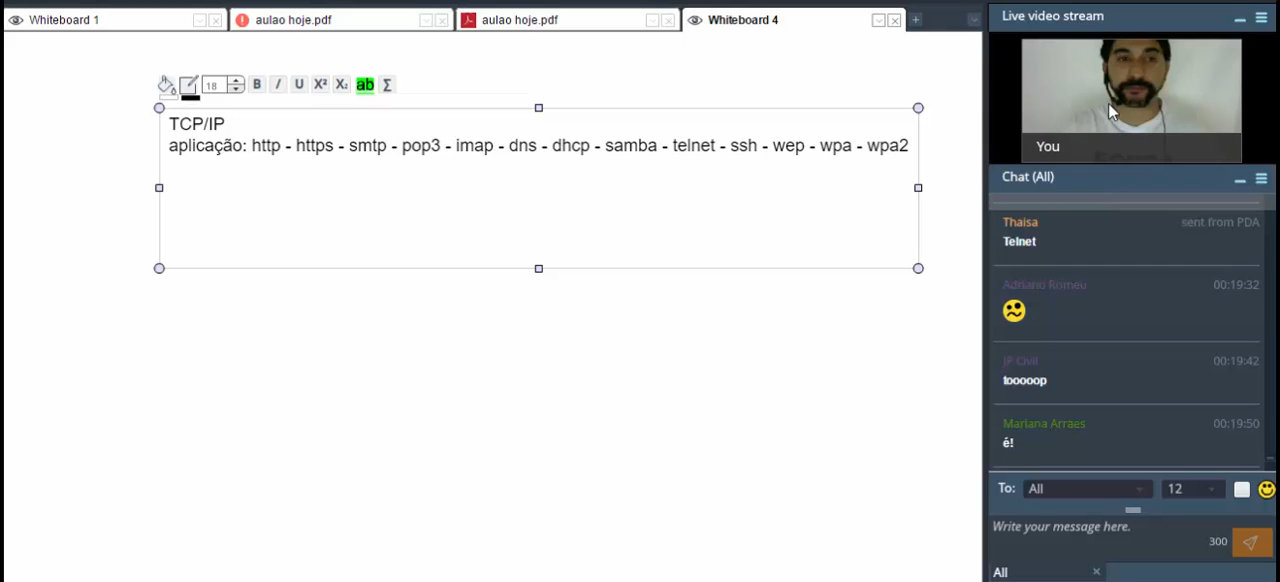 Whiteboard 1
aulao hoje.pdf
aulao hoje.pdf
Whiteboard 4
18 B I U X² X₂ ab Σ
TCP/IP
aplicação: http - https - smtp - pop3 - imap - dns - dhcp - samba - telnet - ssh - wep - wpa - wpa2
Live video stream
You
Chat (All)
Thaisa sent from PDA
Telnet
Adriano Romeu 00:19:32
00:19:42
tooooop
Mariana Arraes 00:19:50
é!
To: All 12
Write your message here.
300
All